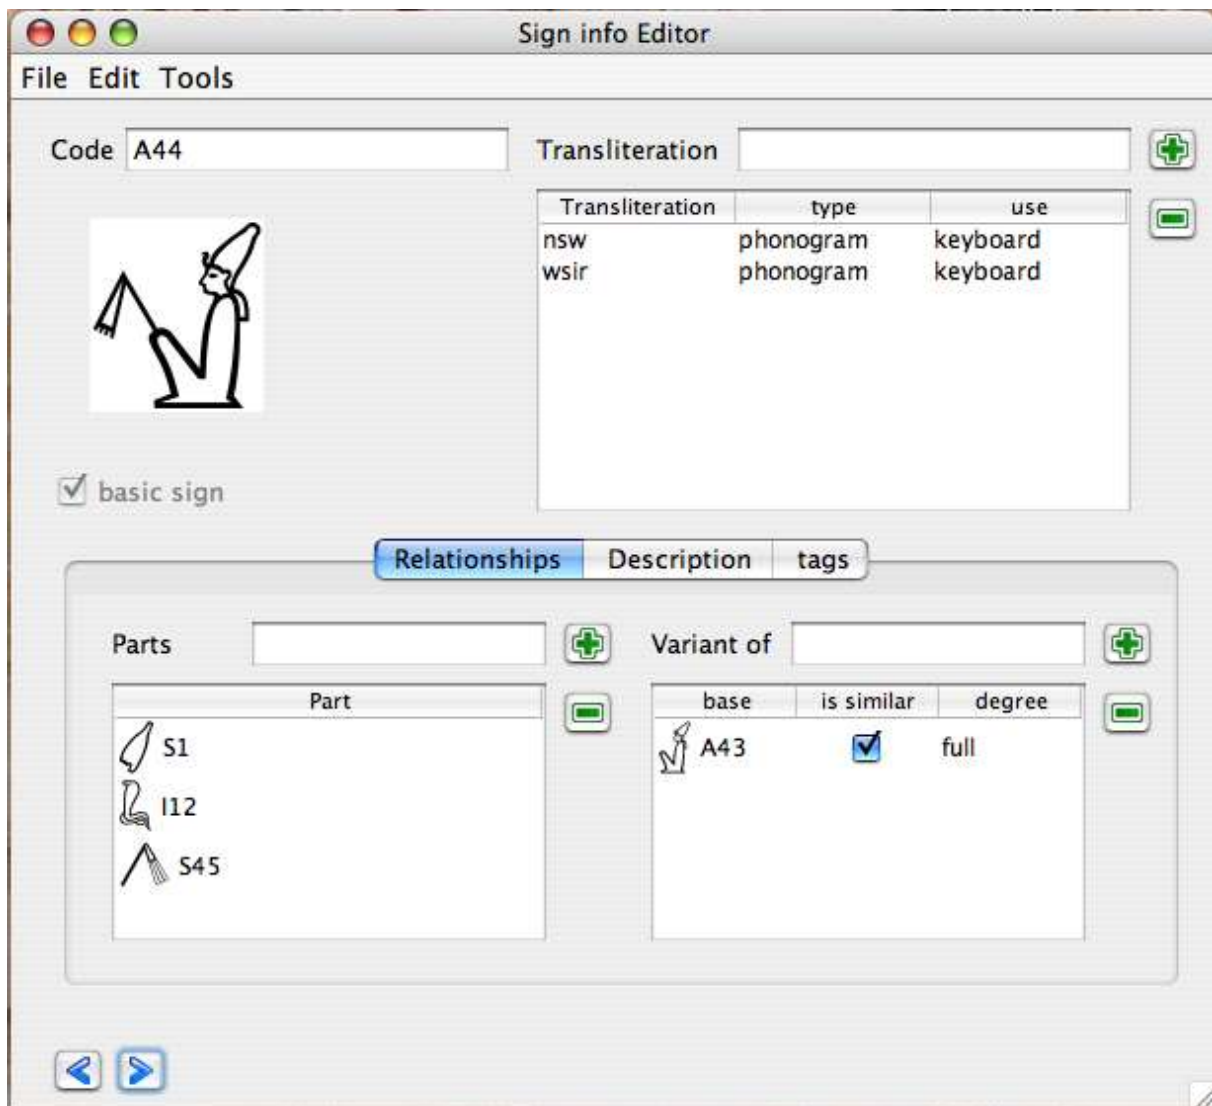 Sign info Editor
File Edit Tools
Code A44 Transliteration
Transliteration type use
nsw phonogram keyboard
wsir phonogram keyboard
basic sign
Relationships Description tags
Parts Variant of
Part base is similar degree
S1 A43 full
I12
S45